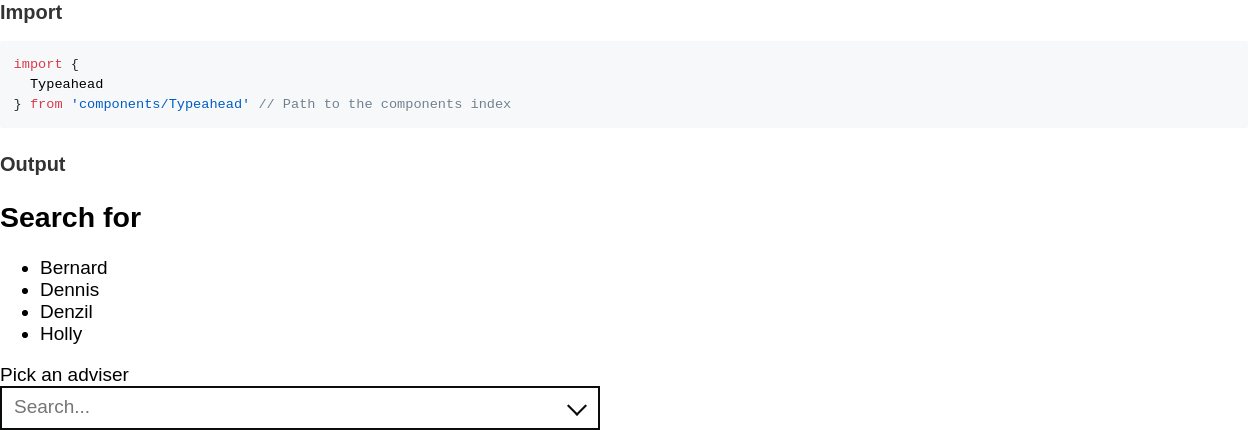 Import
import {
Typeahead
} from 'components/Typeahead' // Path to the components index
Output
Search for
Bernard
Dennis
Denzil
Holly
Pick an adviser
Search...